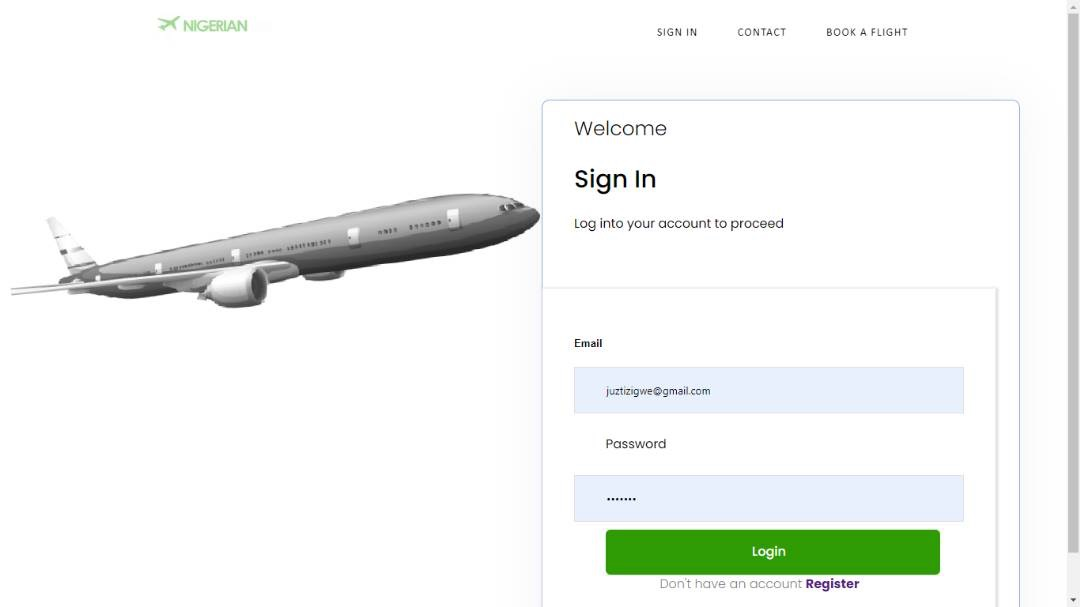 NIGERIAN
SIGN IN CONTACT BOOK A FLIGHT
Welcome
Sign In
Log into your account to proceed
Email
juztizigwe@gmail.com
Password
•••••••
Login
Don't have an account Register